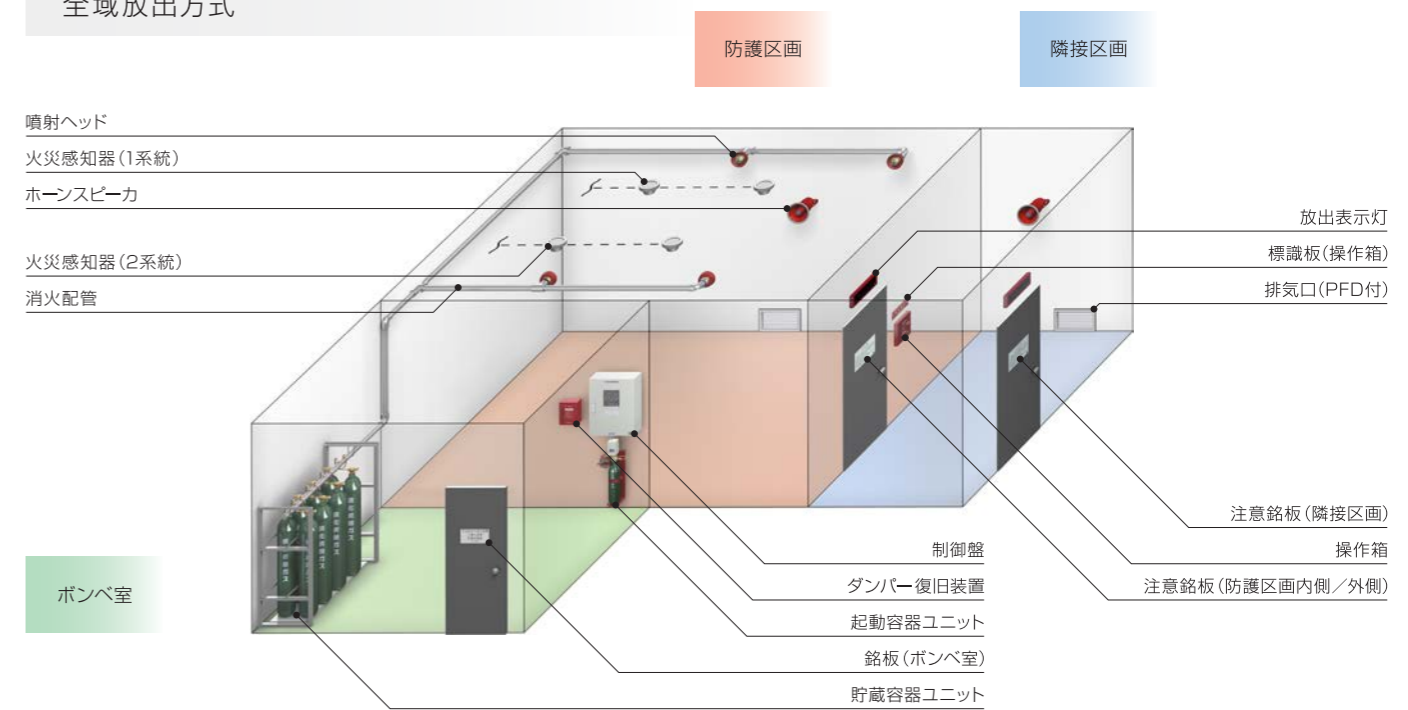 全域放出方式
防護区画
隣接区画
噴射ヘッド
火災感知器(1系統)
ホーンスピーカ
火災感知器(2系統)
消火配管
放出表示灯
標識板(操作箱)
排気口(PFD付)
ボンベ室
注意銘板(隣接区画)
操作箱
注意銘板(防護区画内側/外側)
制御盤
ダンパー復旧装置
起動容器ユニット
銘板(ボンベ室)
貯蔵容器ユニット